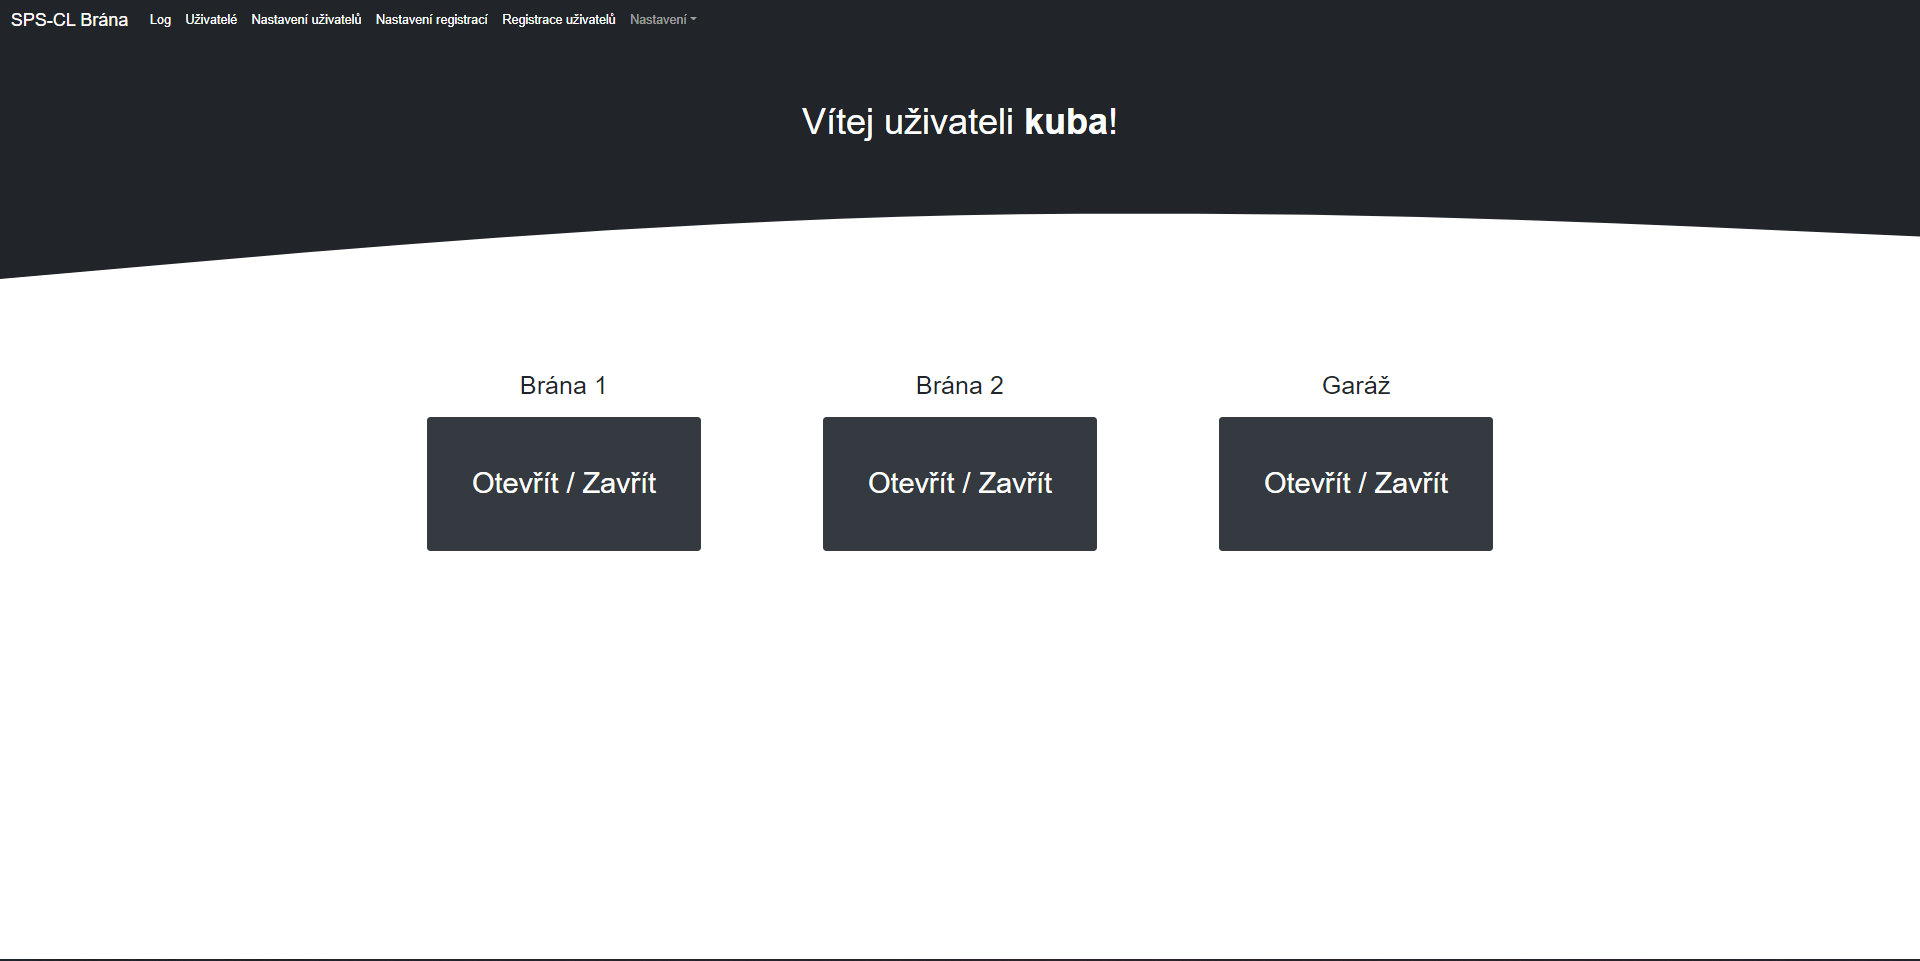 SPS-CL Brána Log Uživatelé Nastavení uživatelů Nastavení registrací Registrace uživatelů Nastavení
Vítej uživateli kuba!
Brána 1 Brána 2 Garáž
Otevřít / Zavřít Otevřít / Zavřít Otevřít / Zavřít